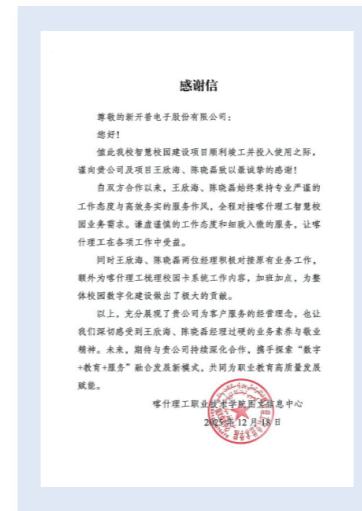 感谢信
尊敬的新开普电子股份有限公司：
您好！
值此我校智慧校园建设项目顺利竣工并投入使用之际，
谨向贵公司及项目王欣海、陈晓磊致以最诚挚的感谢！
自双方合作以来，王欣海、陈晓磊始终秉持专业严谨的
工作态度与高效务实的服务作风，全程对接喀什理工智慧校
园业务需求。谦虚谨慎的工作态度和细致入微的服务，让喀
什理工在各项工作中受益。
同时王欣海、陈晓磊两位经理积极对接原有业务工作，
额外为喀什理工梳理校园卡系统工作内容，加班加点，为整
体校园数字化建设做出了极大的贡献。
以上，充分展现了贵公司为客户服务的经营理念，也让
我们深切感受到王欣海、陈晓磊经理过硬的业务素养与敬业
精神。未来，期待与贵公司持续深化合作，携手探索“数字
+教育+服务”融合发展新模式，共同为职业教育高质量发展
赋能。
喀什理工职业技术学院图文信息中心
2025年12月18日